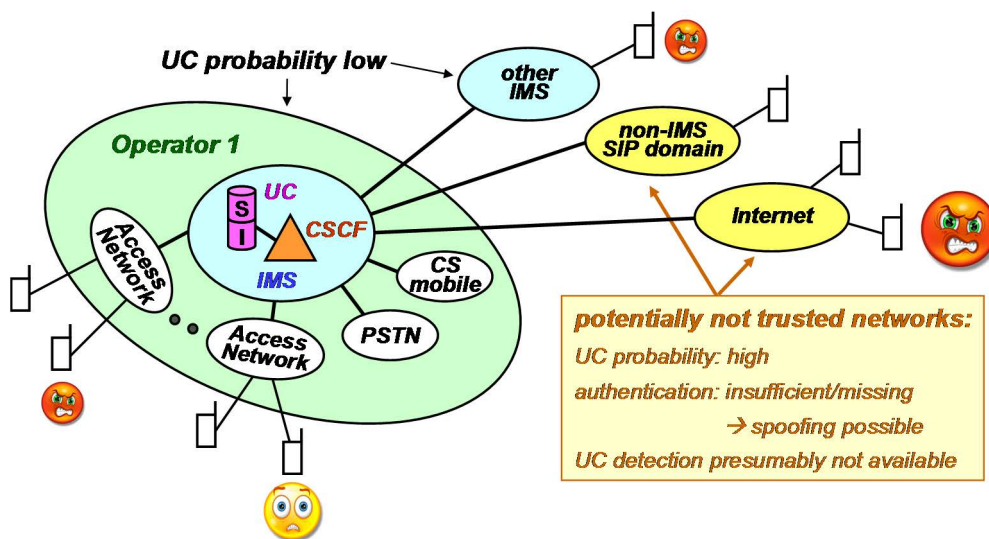 UC probability low
other
IMS
non-IMS
SIP domain
Internet
Operator 1
UC
S
I
CSCF
IMS
Access
Network
CS
mobile
PSTN
Access
Network
potentially not trusted networks:
UC probability: high
authentication: insufficient/missing
→ spoofing possible
UC detection presumably not available